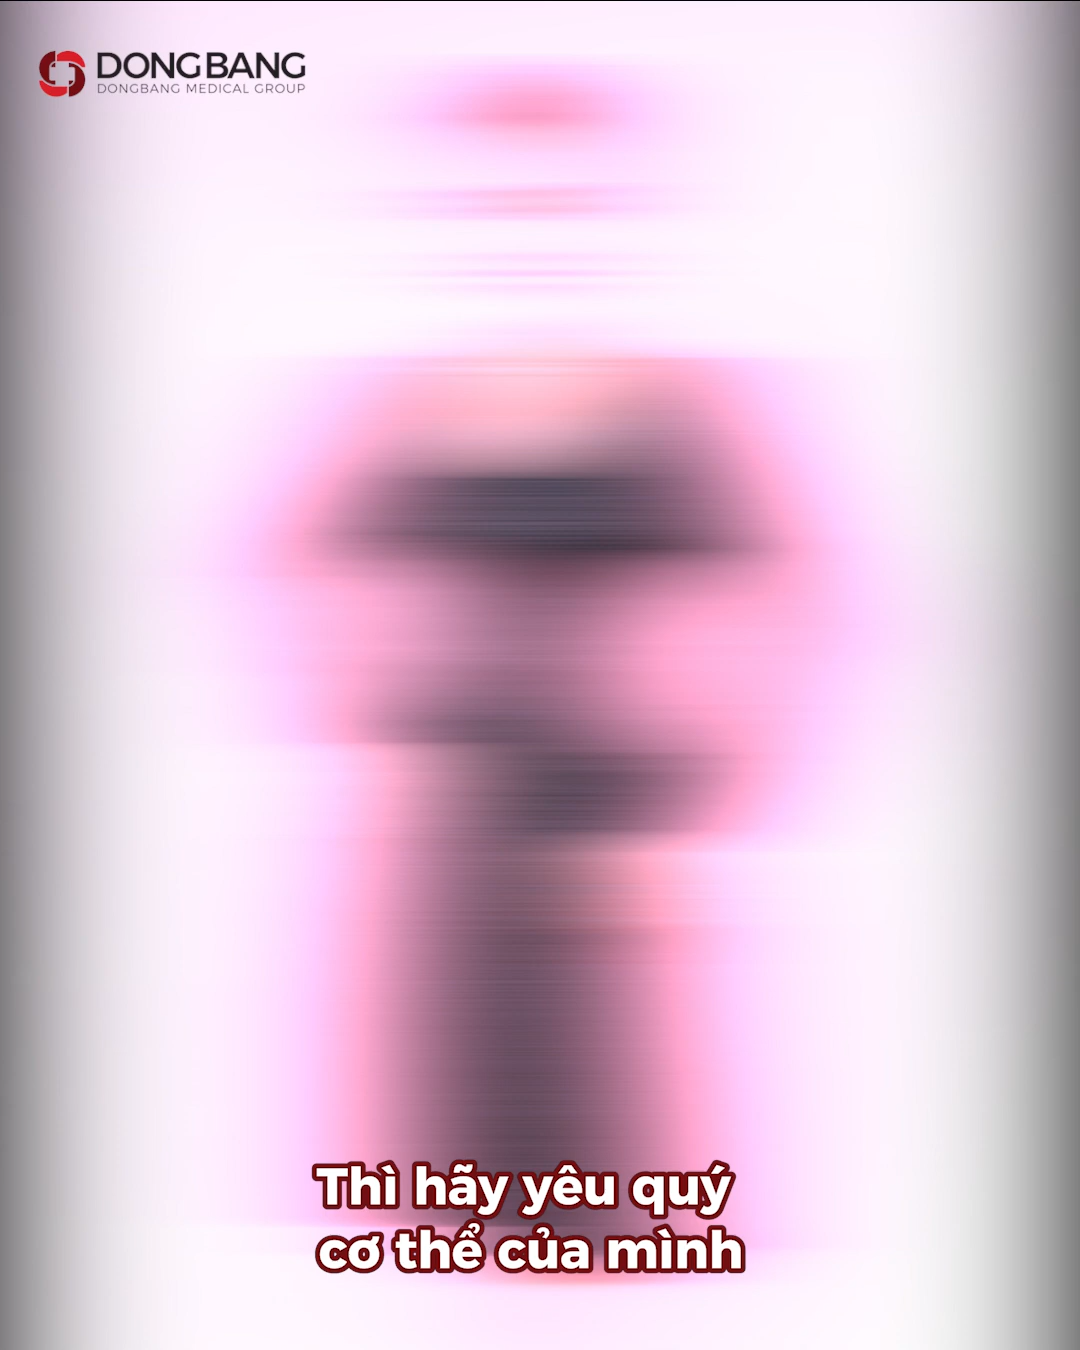 DONGBANG
DONGBANG MEDICAL GROUP
Thì hãy yêu quý
cơ thể của mình